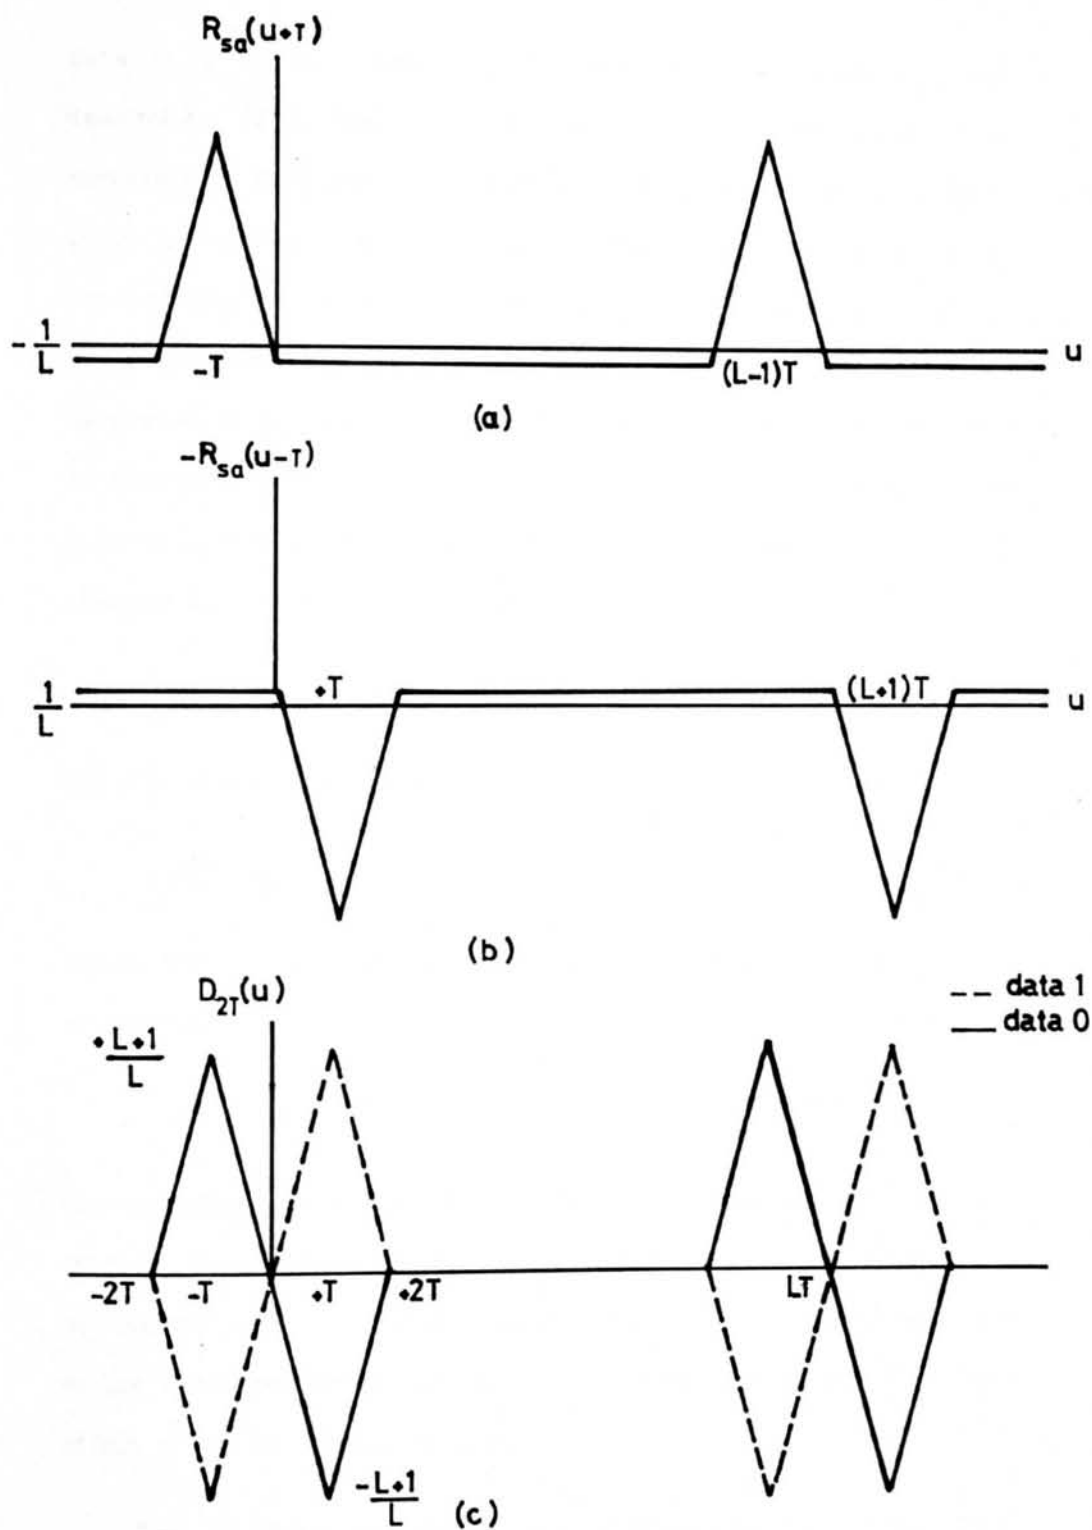 R_sa(u+T)
-1/L
-T
(L-1)T
u
(a)
-R_sa(u-T)
1/L
+T
(L+1)T
u
(b)
D_2T(u)
-- data 1
— data 0
+L+1/L
-2T
-T
+T
+2T
LT
-L+1/L
(c)